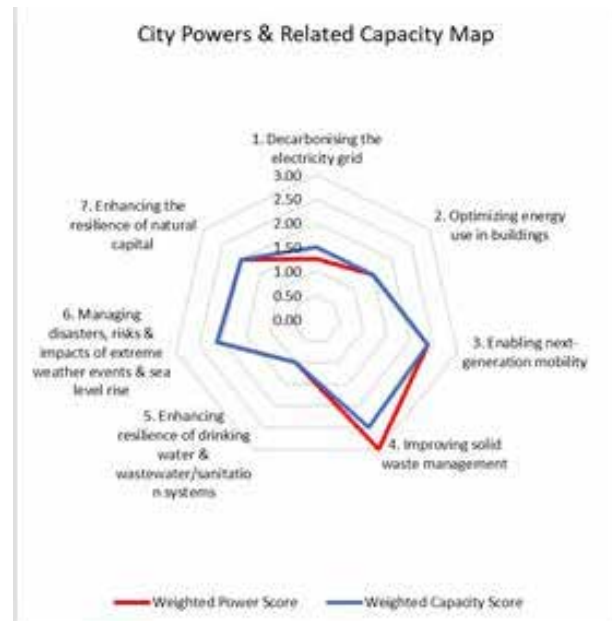 City Powers & Related Capacity Map
1. Decarbonising the
electricity grid
3.00
2.50
2.00
1.50
1.00
0.50
0.00
2. Optimizing energy
use in buildings
3. Enabling next-
generation mobility
4. Improving solid
waste management
5. Enhancing
resilience of drinking
water &
wastewater/sanitatio
n systems
6. Managing
disasters, risks &
impacts of extreme
weather events & sea
level rise
7. Enhancing the
resilience of natural
capital
Weighted Power Score
Weighted Capacity Score